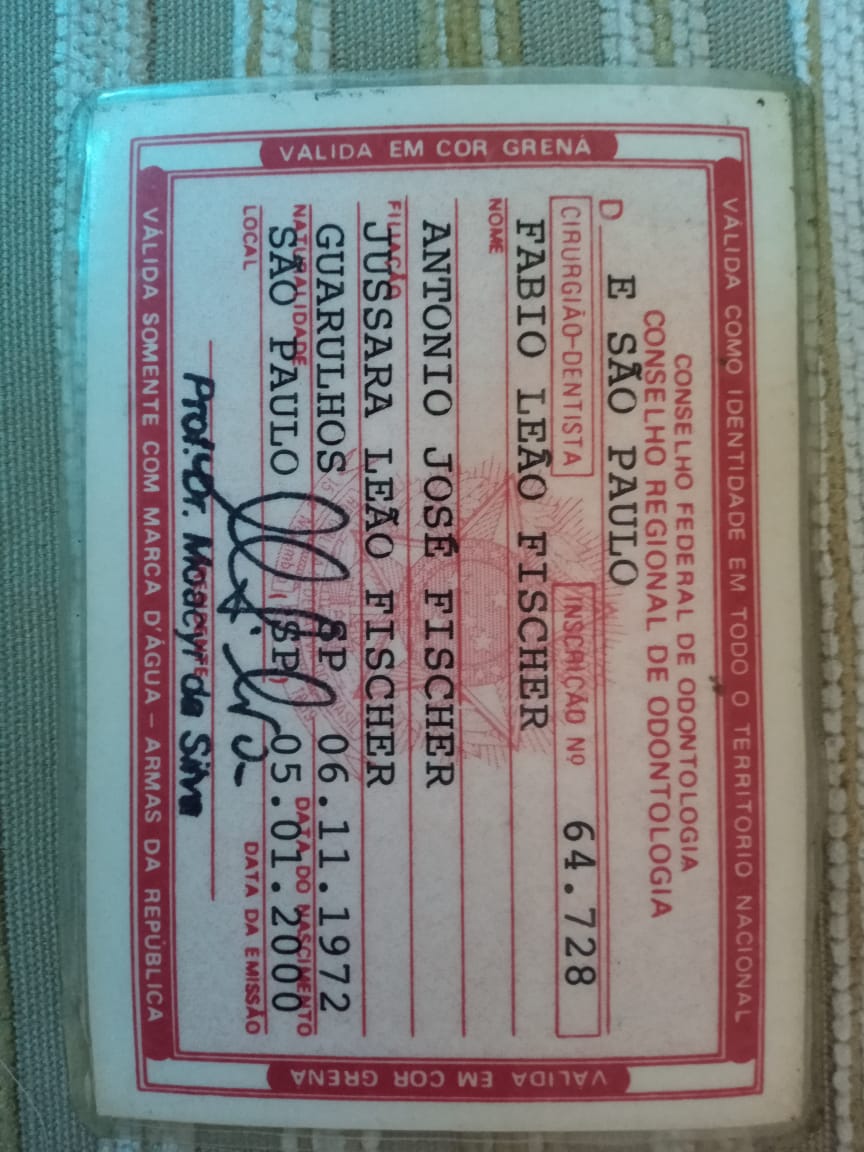 VÁLIDA COMO IDENTIDADE EM TODO O TERRITÓRIO NACIONAL
CONSELHO FEDERAL DE ODONTOLOGIA
CONSELHO REGIONAL DE ODONTOLOGIA
D E SÃO PAULO
CIRURGIÃO-DENTISTA INSCRIÇÃO Nº 64.728
FABIO LEÃO FISCHER
NOME
ANTONIO JOSÉ FISCHER
JUSSARA LEÃO FISCHER
FILIAÇÃO
GUARULHOS SP 06.11.1972
NATURALIDADE DATA DO NASCIMENTO
SÃO PAULO (SP) 05.01.2000
LOCAL DATA DA EMISSÃO
Prof. Dr. Moacyr da Silva
VÁLIDA SOMENTE COM MARCA D'ÁGUA - ARMAS DA REPÚBLICA
VALIDA EM COR GRENÁ
VALIDA EM COR GRENA